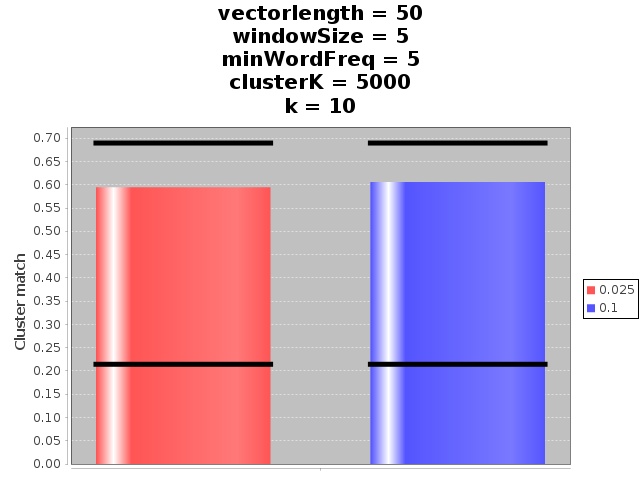 vectorlength = 50
windowSize = 5
minWordFreq = 5
clusterK = 5000
k = 10
0.70
0.65
0.60
0.55
0.50
0.45
0.40
0.35
0.30
0.25
0.20
0.15
0.10
0.05
0.00
Cluster match
0.025
0.1